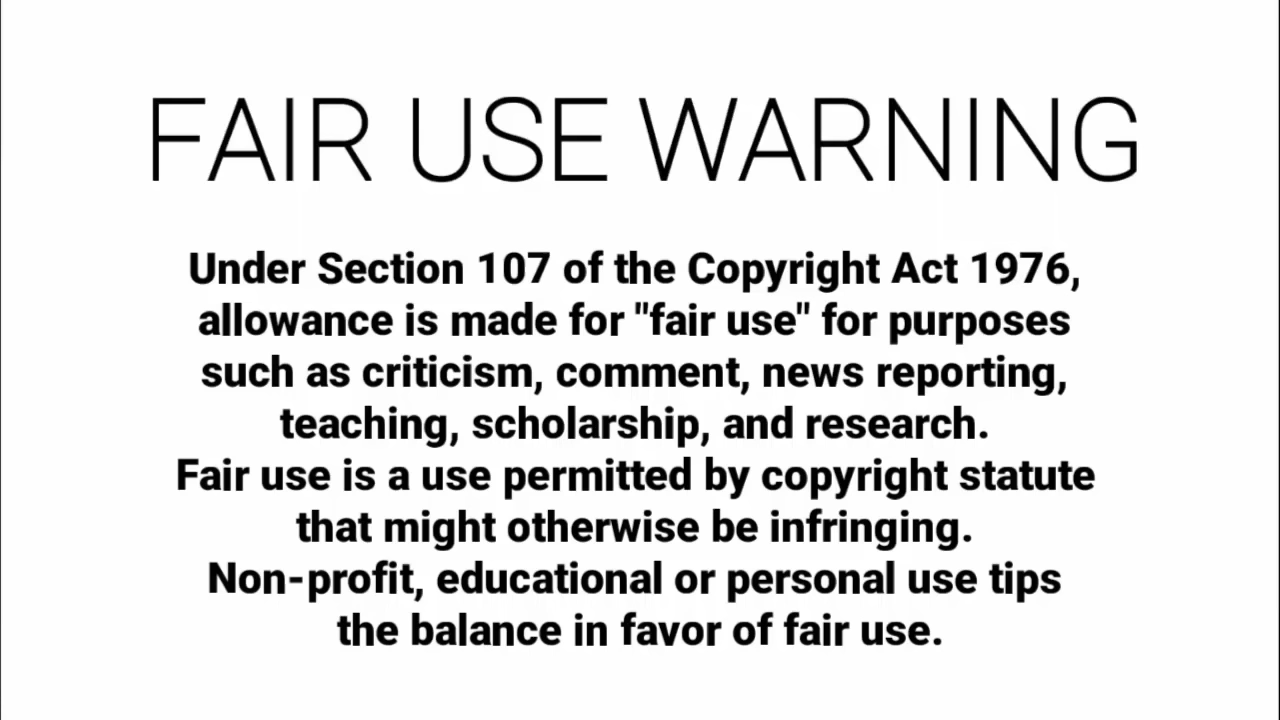 FAIR USE WARNING
Under Section 107 of the Copyright Act 1976,
allowance is made for "fair use" for purposes
such as criticism, comment, news reporting,
teaching, scholarship, and research.
Fair use is a use permitted by copyright statute
that might otherwise be infringing.
Non-profit, educational or personal use tips
the balance in favor of fair use.